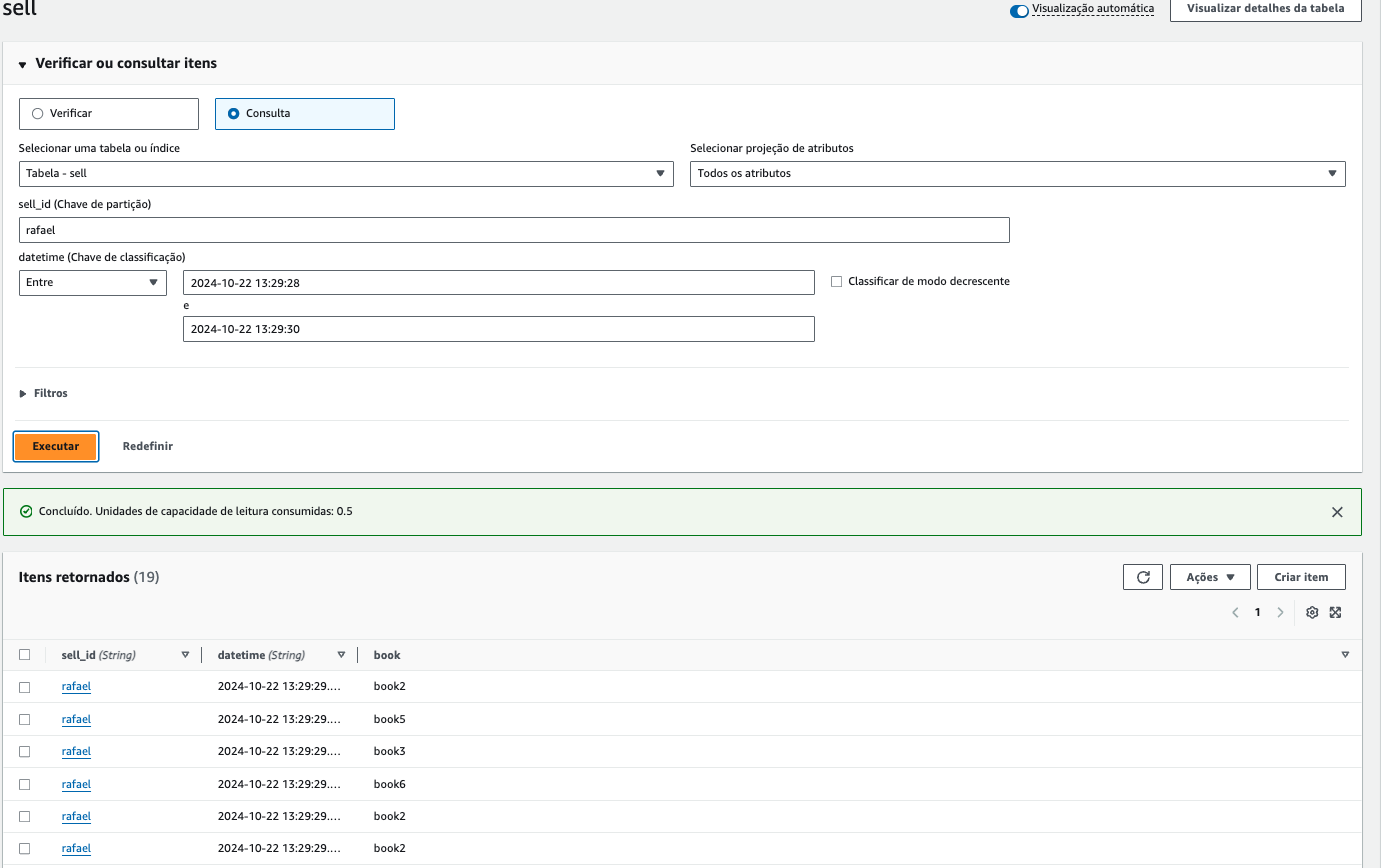 sell
Visualização automática
Visualizar detalhes da tabela
Verificar ou consultar itens
Verificar
Consulta
Selecionar uma tabela ou índice
Selecionar projeção de atributos
Tabela - sell
Todos os atributos
sell_id (Chave de partição)
rafael
datetime (Chave de classificação)
Entre
2024-10-22 13:29:28
Classificar de modo decrescente
e
2024-10-22 13:29:30
Filtros
Executar
Redefinir
Concluído. Unidades de capacidade de leitura consumidas: 0.5
Itens retornados (19)
Ações
Criar item
1
sell_id (String) datetime (String) book
rafael 2024-10-22 13:29:29.... book2
rafael 2024-10-22 13:29:29.... book5
rafael 2024-10-22 13:29:29.... book3
rafael 2024-10-22 13:29:29.... book6
rafael 2024-10-22 13:29:29.... book2
rafael 2024-10-22 13:29:29.... book2